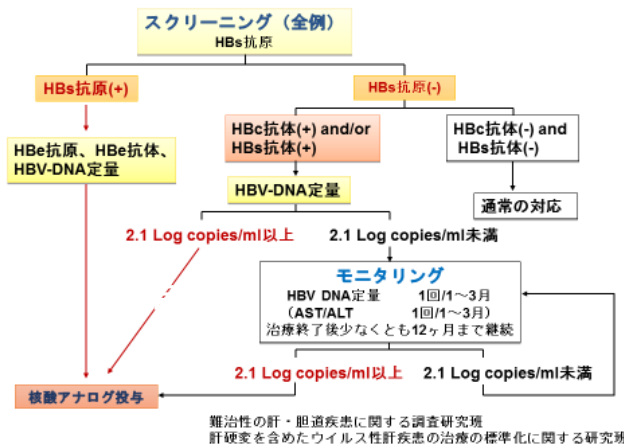 スクリーニング（全例）
HBs抗原
HBs抗原(+)
HBs抗原(-)
HBe抗原、HBe抗体、
HBV-DNA定量
HBc抗体(+) and/or
HBs抗体(+)
HBc抗体(-) and
HBs抗体(-)
HBV-DNA定量
通常の対応
2.1 Log copies/ml以上
2.1 Log copies/ml未満
モニタリング
HBV DNA定量 1回/1～3月
（AST/ALT 1回/1～3月）
治療終了後少なくとも12ヶ月まで継続
2.1 Log copies/ml以上
2.1 Log copies/ml未満
核酸アナログ投与
難治性の肝・胆道疾患に関する調査研究班
肝硬変を含めたウイルス性肝疾患の治療の標準化に関する研究班